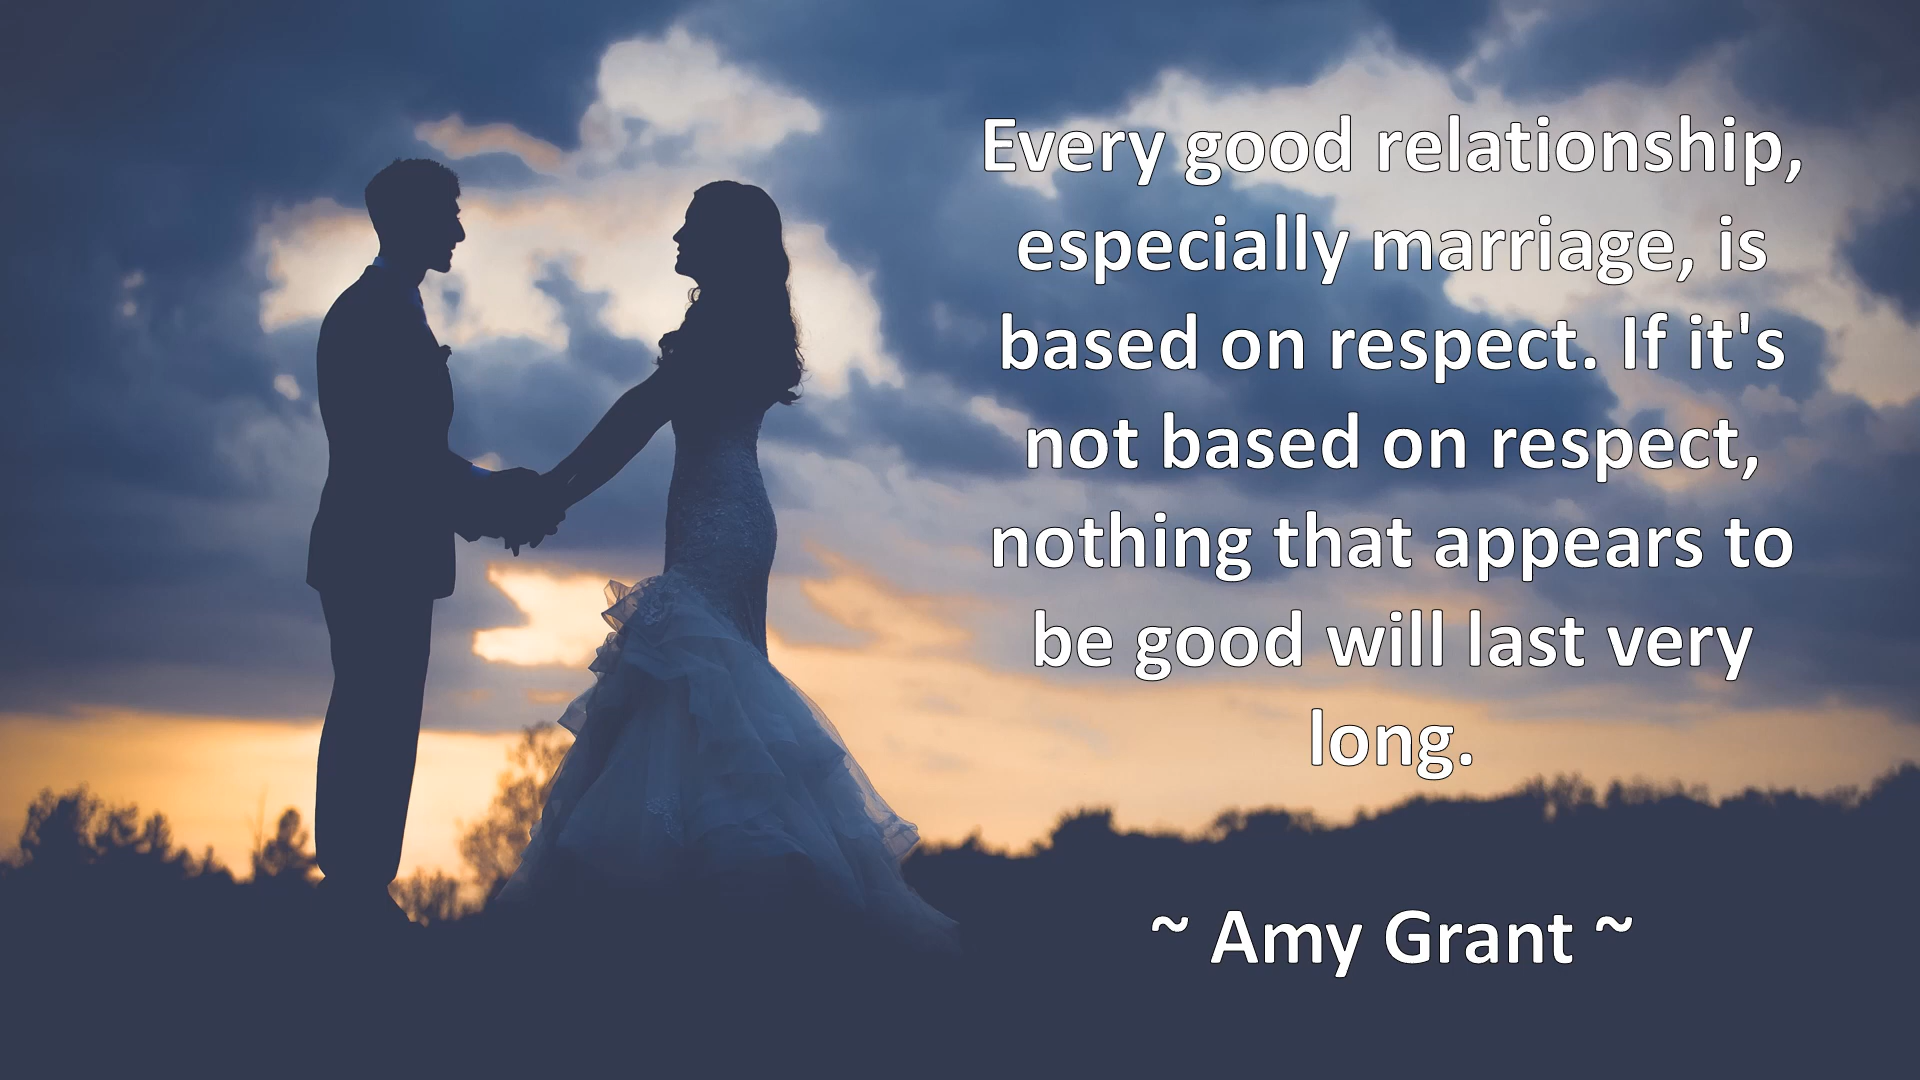 Every good relationship,
especially marriage, is
based on respect. If it's
not based on respect,
nothing that appears to
be good will last very
long.
~ Amy Grant ~